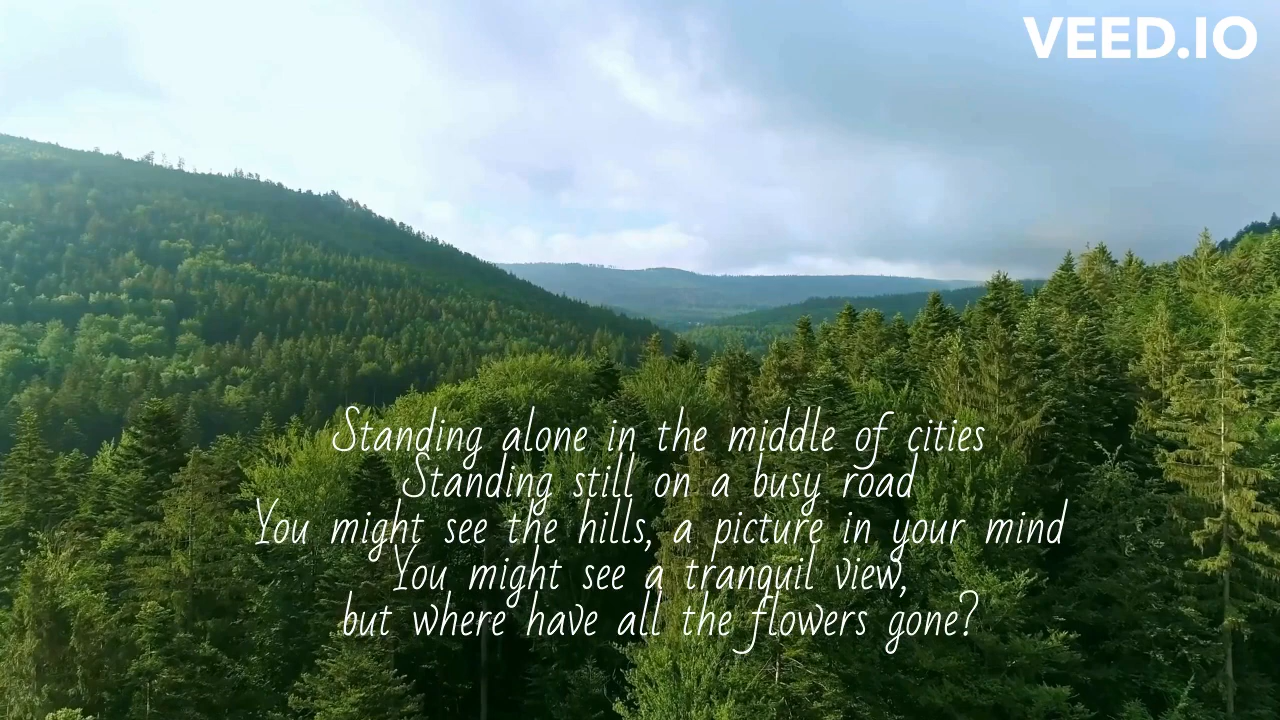 VEED.IO
Standing alone in the middle of cities
Standing still on a busy road
You might see the hills, a picture in your mind
You might see a tranquil view,
but where have all the flowers gone?